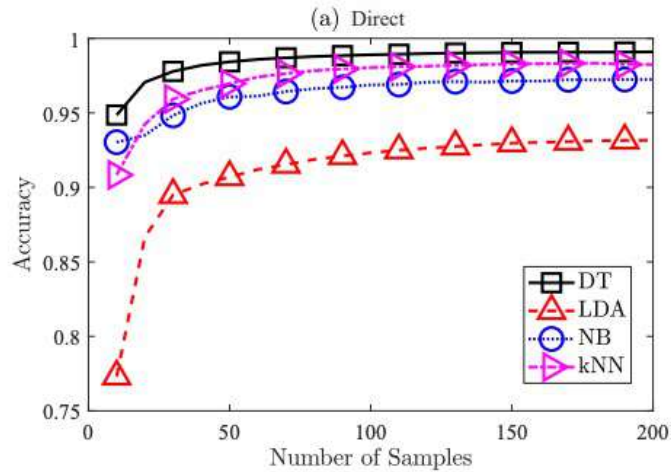 (a) Direct
1
0.95
0.9
0.85
0.8
0.75
Accuracy
DT
LDA
NB
kNN
0 50 100 150 200
Number of Samples